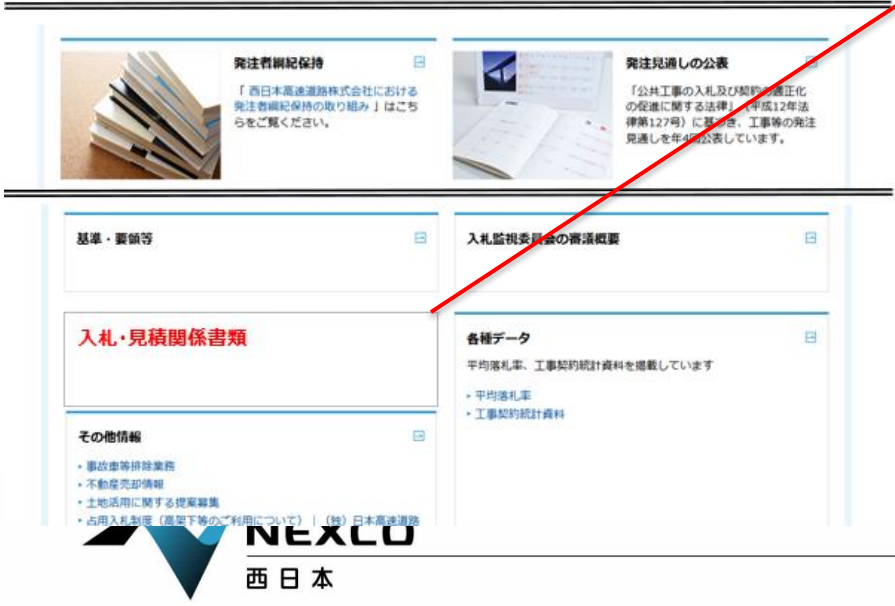 発注者綱紀保持
「 西日本高速道路株式会社における
発注者綱紀保持の取り組み 」はこち
らをご覧ください。
発注見通しの公表
「公共工事の入札及び契約の適正化
の促進に関する法律」（平成12年法
律第127号）に基づき、工事等の発注
見通しを年4回公表しています。
基準・要領等
入札監視委員会の審議概要
入札・見積関係書類
各種データ
平均落札率、工事契約統計資料を掲載しています
・平均落札率
・工事契約統計資料
その他情報
・事故車等排除業務
・不動産売却情報
・土地活用に関する提案募集
・占用入札制度（高架下等のご利用について）｜（独）日本高速道路
NEXCO
西日本